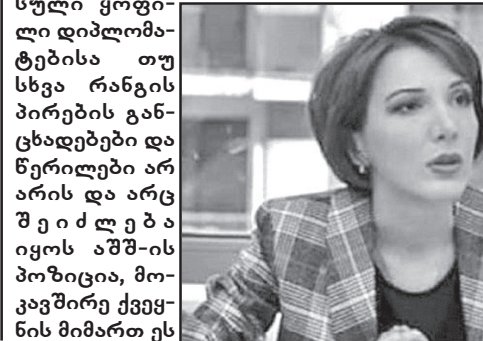 სული ყოფი-
ლი დიპლომა-
ტებისა თუ
სხვა რანგის
პირების გან-
ცხადებები და
წერილები არ
არის და არც
შეიძლება
იყოს აშშ-ის
პოზიცია, მო-
კავშირე ქვეყ-
ნის მიმართ ეს